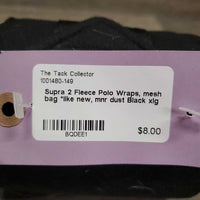 The Tack Collector
1001480-149
Supra 2 Fleece Polo Wraps, mesh
bag *like new, mnr dust Black xlg
BQDEE1
$8.00